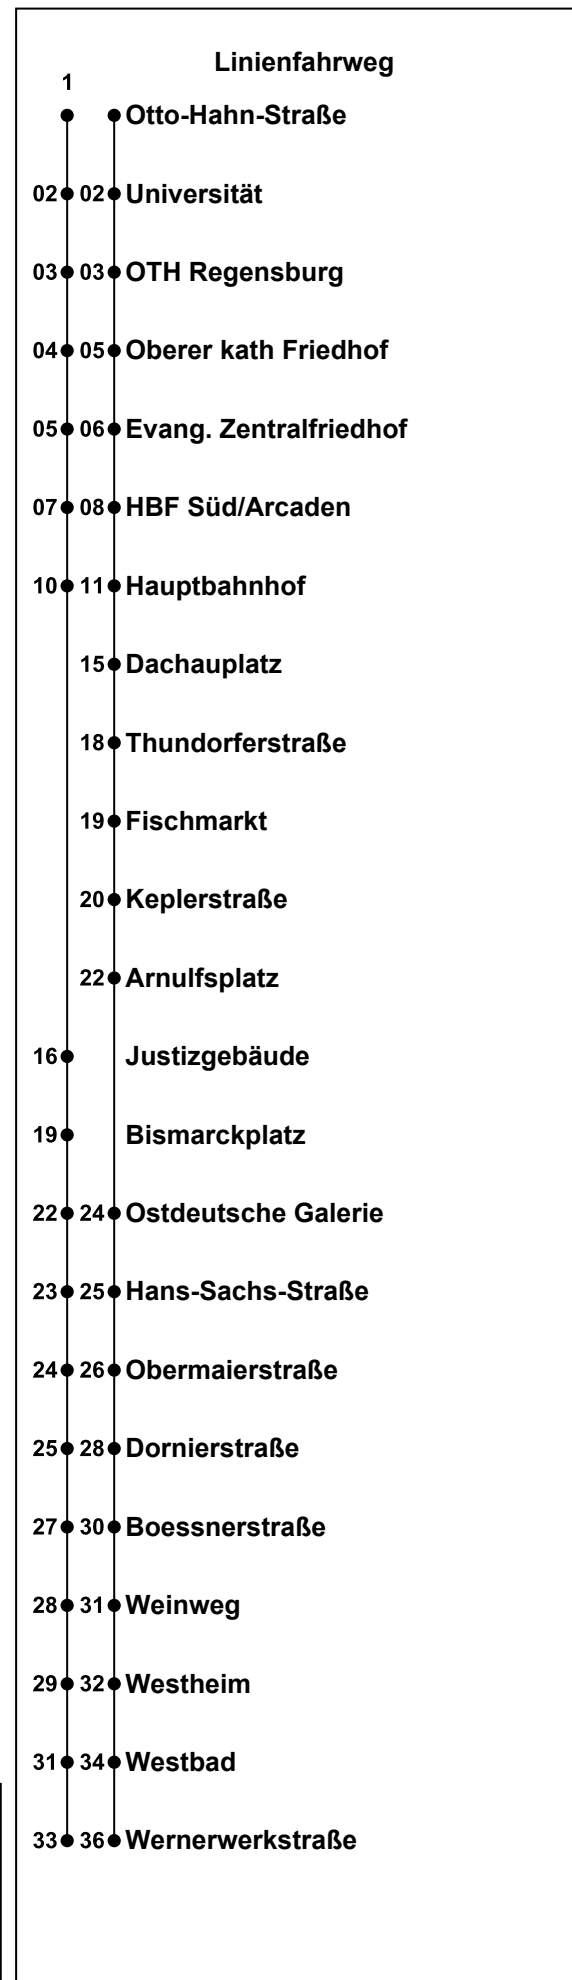 Linienfahrweg
1
Otto-Hahn-Straße
02 02 Universität
03 03 OTH Regensburg
04 05 Oberer kath Friedhof
05 06 Evang. Zentralfriedhof
07 08 HBF Süd/Arcaden
10 11 Hauptbahnhof
15 Dachauplatz
18 Thundorferstraße
19 Fischmarkt
20 Keplerstraße
22 Arnulfsplatz
16 Justizgebäude
19 Bismarckplatz
22 24 Ostdeutsche Galerie
23 25 Hans-Sachs-Straße
24 26 Obermaierstraße
25 28 Dornierstraße
27 30 Boessnerstraße
28 31 Weinweg
29 32 Westheim
31 34 Westbad
33 36 Wernerwerkstraße